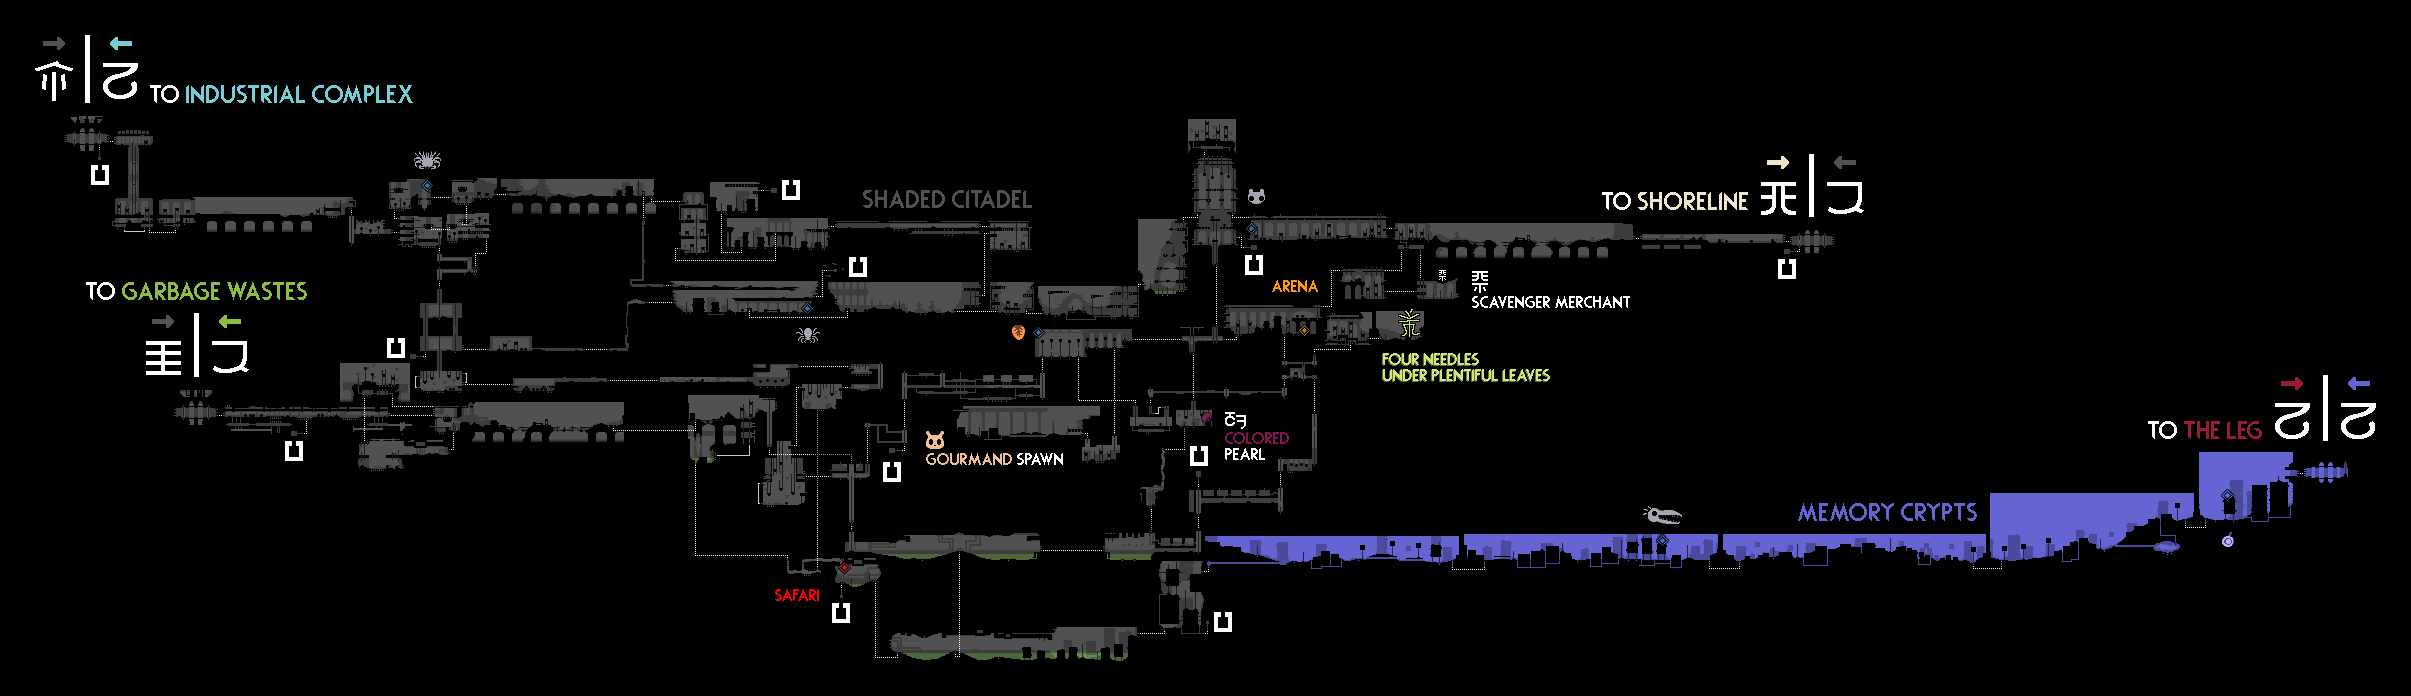 TO INDUSTRIAL COMPLEX
SHADED CITADEL
TO SHORELINE
TO GARBAGE WASTES
ARENA
SCAVENGER MERCHANT
FOUR NEEDLES
UNDER PLENTIFUL LEAVES
COLORED
PEARL
GOURMAND SPAWN
TO THE LEG
MEMORY CRYPTS
SAFARI